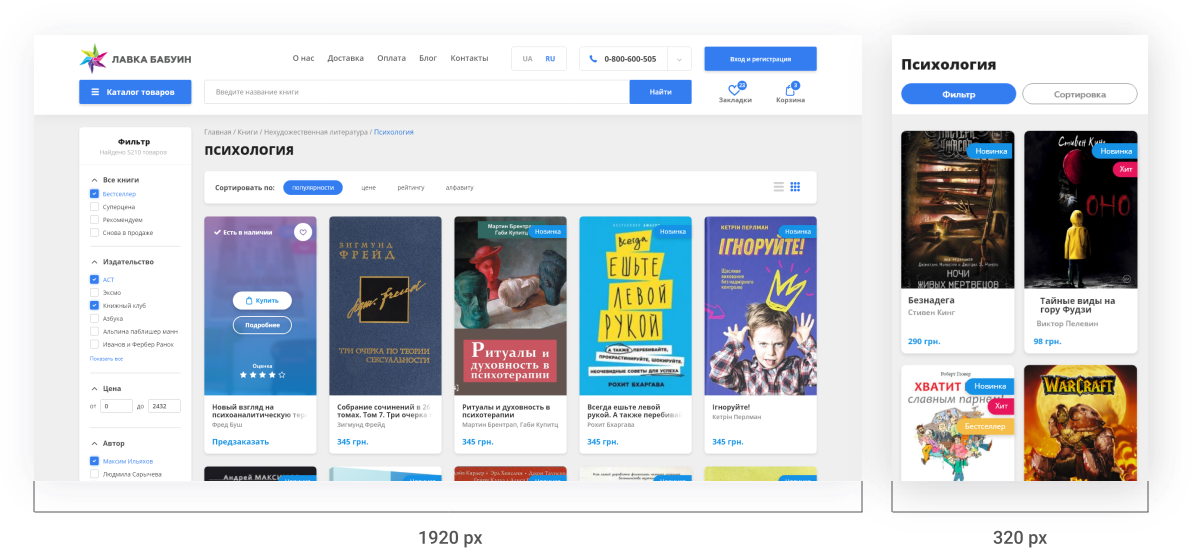 ЛАВКА БАБУИН
О нас Доставка Оплата Блог Контакты
UA RU
0-800-600-505
Вход и регистрация
Каталог товаров
Введите название книги
Найти
23
Закладки
3
Корзина
Фильтр
Найдено 5210 товаров
Все книги
Бестселлер
Суперцена
Рекомендуем
Снова в продаже
Издательство
АСТ
Эксмо
Книжный клуб
Азбука
Альпина паблишер манн
Иванов и Фербер Ранок
Показать все
Цена
от 0 до 2432
Автор
Максим Ильяхов
Людмила Сарычева
Главная / Книги / Нехудожественная литература / Психология
ПСИХОЛОГИЯ
Сортировать по: популярности цене рейтингу алфавиту
Есть в наличии
Купить
Подробнее
Оценка
Новый взгляд на
психоаналитическую тер
Фред Буш
Предзаказать
ЗИГМУНД
ФРЕЙД
ТРИ ОЧЕРКА ПО ТЕОРИИ
СЕКСУАЛЬНОСТИ
Собрание сочинений в 26
томах. Том 7. Три очерка
Зигмунд Фрейд
345 грн.
Мартин Брентрап,
Габи Купитц
Новинка
Ритуалы и
духовность в
психотерапии
Ритуалы и духовность в
психотерапии
Мартин Брентрап, Габи Купитц
345 грн.
Новинка
Всегда
ЕШЬТЕ
ЛЕВОЙ
РУКОЙ
А ТАКЖЕ ПЕРЕБИВАЙТЕ,
ПРОКРАСТИНИРУЙТЕ, ШОКИРУЙТЕ
НЕОЧЕВИДНЫЕ СОВЕТЫ ДЛЯ УСПЕХА
РОХИТ БХАРГАВА
Всегда ешьте левой
рукой. А также перебива
Рохит Бхаргава
345 грн.
КЕТРІН ПЕРЛМАН
Новинка
ІГНОРУЙТЕ!
Ігноруйте!
Кетрін Перлман
345 грн.
Андрей МАКС
Новинка
Новинка
Новинка
1920 px
Психология
Фильтр
Сортировка
Новинка
НОЧИ
ЖИВЫХ МЕРТВЕЦОВ
Безнадега
Стивен Кинг
290 грн.
Стивен Кинг
Новинка
Хит
ОНО
Тайные виды на
гору Фудзи
Виктор Пелевин
98 грн.
Роберт Гловер
ХВАТИТ
Новинка
славным парнем!
Хит
Бестселлер
WARCRAFT
320 px